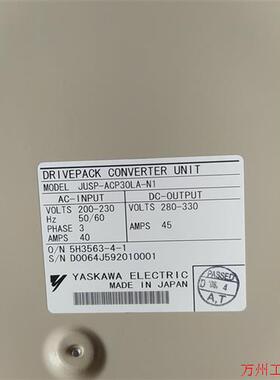 DRIVEPACK CONVERTER UNIT
MODEL JUSP-ACP30LA-N1
AC-INPUT DC-OUTPUT
VOLTS 200-230 VOLTS 280-330
Hz 50/60
PHASE 3 AMPS 45
AMPS 40
O/N 5H3563-4-1
S/N D0064J592010001
YASKAWA ELECTRIC
MADE IN JAPAN
PASSED
A.T
万州工